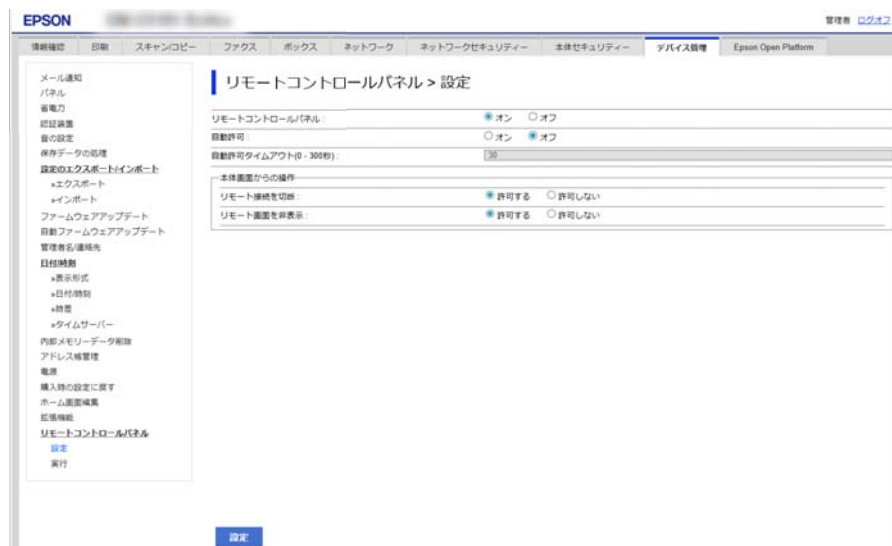 EPSON
管理者 ログオフ
情報確認 印刷 スキャン/コピー ファクス ボックス ネットワーク ネットワークセキュリティー 本体セキュリティー デバイス管理 Epson Open Platform
リモートコントロールパネル > 設定
メール通知
パネル
省電力
認証装置
音の設定
保存データの処理
設定のエクスポート/インポート
»エクスポート
»インポート
ファームウェアアップデート
自動ファームウェアアップデート
管理者名/連絡先
日付/時刻
»表示形式
»日付/時刻
»時差
»タイムサーバー
内部メモリーデータ削除
アドレス帳管理
電源
購入時の設定に戻す
ホーム画面編集
拡張機能
リモートコントロールパネル
設定
実行
リモートコントロールパネル : オン オフ
自動許可 : オン オフ
自動許可タイムアウト(0 - 300秒) : 30
本体画面からの操作
リモート接続を切断 : 許可する 許可しない
リモート画面を非表示 : 許可する 許可しない
設定